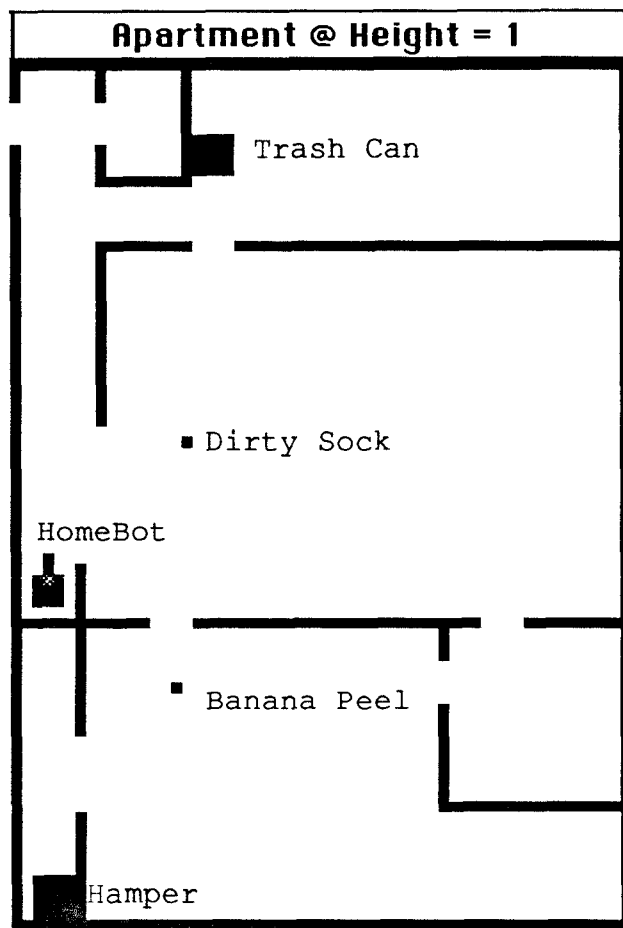 Apartment @ Height = 1
Trash Can
Dirty Sock
HomeBot
Banana Peel
Hamper